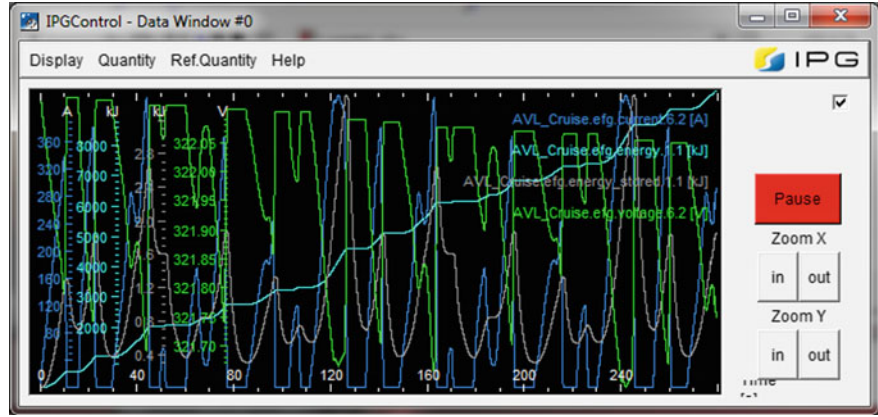 IPGControl - Data Window #0
Display Quantity Ref.Quantity Help
IPG
A kJ kJ V
AVL_Cruise.efg.current.6.2 [A]
AVL_Cruise.efg.energy.1.1 [kJ]
AVL_Cruise.efg.energy_stored.1.1 [kJ]
AVL_Cruise.efg.voltage.6.2 [V]
360
320
280
240
200
160
120
80
8000
7000
6000
5000
4000
3000
2000
2.8
2.0
1.6
1.2
0.8
0.4
322.05
322.00
321.95
321.90
321.85
321.80
321.75
321.70
0 40 80 120 160 200 240
Pause
Zoom X
in out
Zoom Y
in out
Time